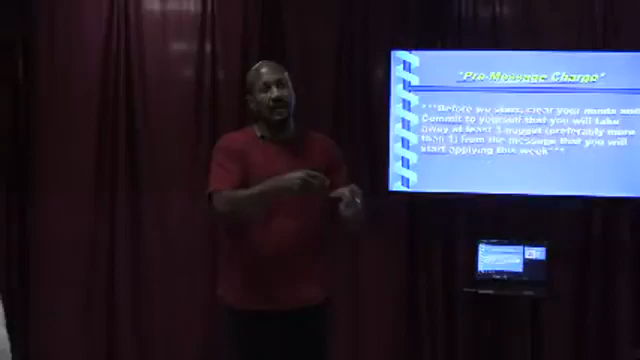 "Pre-Message Charge"
***Before we start, clear your minds and
Commit to yourself that you will take
away at least 1 nugget (preferably more
than 1) from the message that you will
start applying this week***